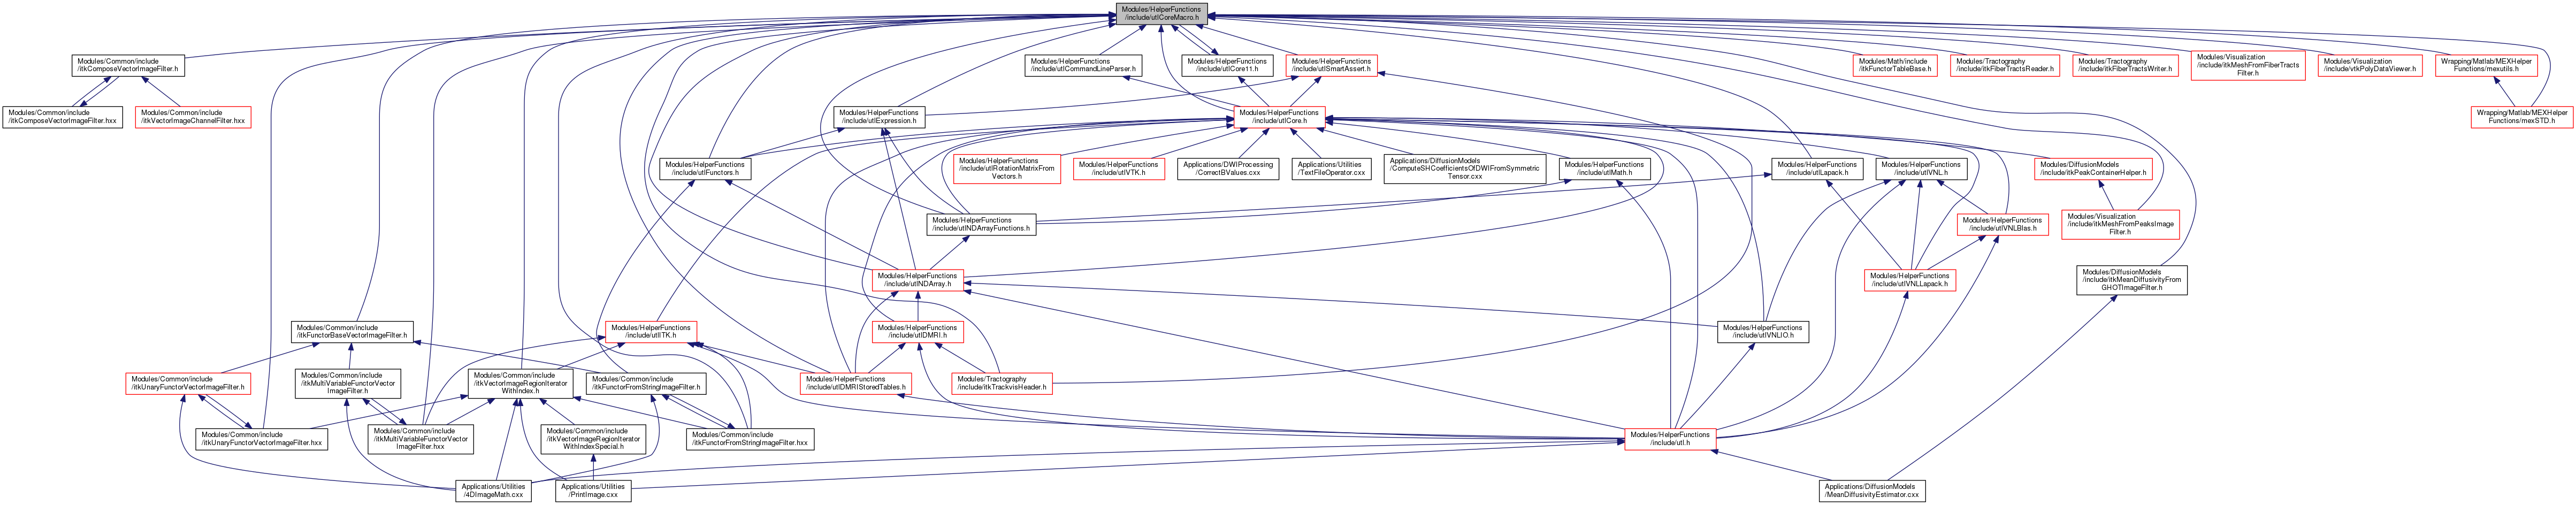 Modules/HelperFunctions
/include/utlCoreMacro.h
Modules/Common/include
/itkComposeVectorImageFilter.h
Modules/HelperFunctions
/include/utlCommandLineParser.h
Modules/HelperFunctions
/include/utlCore11.h
Modules/HelperFunctions
/include/utlSmartAssert.h
Modules/Math/include
/itkFunctorTableBase.h
Modules/Tractography
/include/itkFiberTractsReader.h
Modules/Tractography
/include/itkFiberTractsWriter.h
Modules/Visualization
/include/itkMeshFromFiberTracts
Filter.h
Modules/Visualization
/include/vtkPolyDataViewer.h
Wrapping/Matlab/MEXHelper
Functions/mexutils.h
Modules/Common/include
/itkComposeVectorImageFilter.hxx
Modules/Common/include
/itkVectorImageChannelFilter.hxx
Modules/HelperFunctions
/include/utlExpression.h
Modules/HelperFunctions
/include/utlCore.h
Wrapping/Matlab/MEXHelper
Functions/mexSTD.h
Modules/HelperFunctions
/include/utlFunctors.h
Modules/HelperFunctions
/include/utlRotationMatrixFrom
Vectors.h
Modules/HelperFunctions
/include/utlVTK.h
Applications/DWIProcessing
/CorrectBValues.cxx
Applications/Utilities
/TextFileOperator.cxx
Applications/DiffusionModels
/ComputeSHCoefficientsOfDWIFromSymmetric
Tensor.cxx
Modules/HelperFunctions
/include/utlMath.h
Modules/HelperFunctions
/include/utlLapack.h
Modules/HelperFunctions
/include/utlVNL.h
Modules/DiffusionModels
/include/itkPeakContainerHelper.h
Modules/HelperFunctions
/include/utlNDArrayFunctions.h
Modules/HelperFunctions
/include/utlVNLBlas.h
Modules/Visualization
/include/itkMeshFromPeaksImage
Filter.h
Modules/HelperFunctions
/include/utlNDArray.h
Modules/HelperFunctions
/include/utlVNLLapack.h
Modules/DiffusionModels
/include/itkMeanDiffusivityFrom
GHOTImageFilter.h
Modules/Common/include
/itkFunctorBaseVectorImageFilter.h
Modules/HelperFunctions
/include/utlITK.h
Modules/HelperFunctions
/include/utlDMRI.h
Modules/HelperFunctions
/include/utlVNLIO.h
Modules/Common/include
/itkUnaryFunctorVectorImageFilter.h
Modules/Common/include
/itkMultiVariableFunctorVector
ImageFilter.h
Modules/Common/include
/itkVectorImageRegionIterator
WithIndex.h
Modules/Common/include
/itkFunctorFromStringImageFilter.h
Modules/HelperFunctions
/include/utlDMRIStoredTables.h
Modules/Tractography
/include/itkTrackvisHeader.h
Modules/Common/include
/itkUnaryFunctorVectorImageFilter.hxx
Modules/Common/include
/itkMultiVariableFunctorVector
ImageFilter.hxx
Modules/Common/include
/itkVectorImageRegionIterator
WithIndexSpecial.h
Modules/Common/include
/itkFunctorFromStringImageFilter.hxx
Modules/HelperFunctions
/include/utl.h
Applications/Utilities
/4DImageMath.cxx
Applications/Utilities
/PrintImage.cxx
Applications/DiffusionModels
/MeanDiffusivityEstimator.cxx